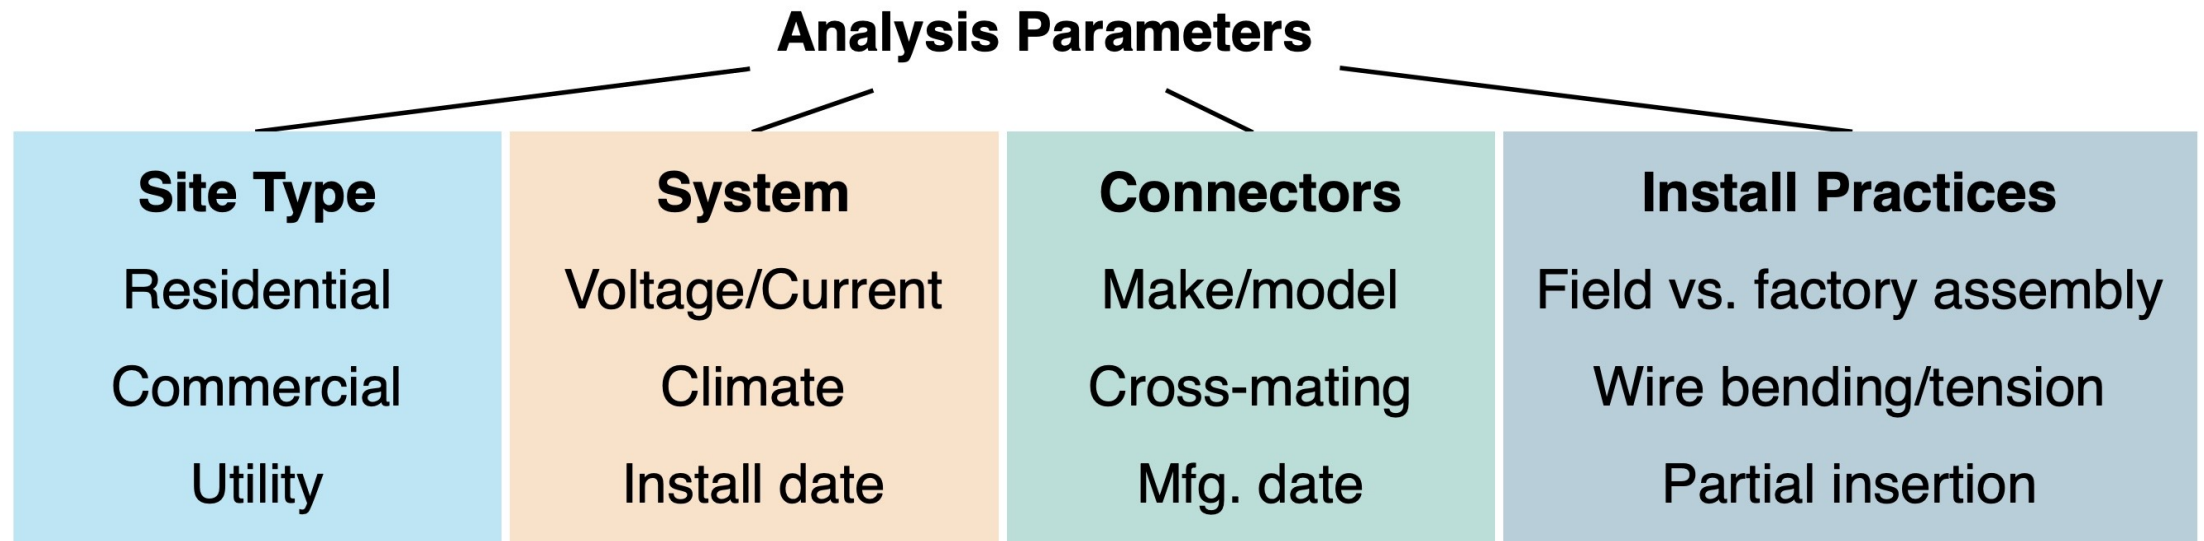 Analysis Parameters
Site Type
Residential
Commercial
Utility
System
Voltage/Current
Climate
Install date
Connectors
Make/model
Cross-mating
Mfg. date
Install Practices
Field vs. factory assembly
Wire bending/tension
Partial insertion